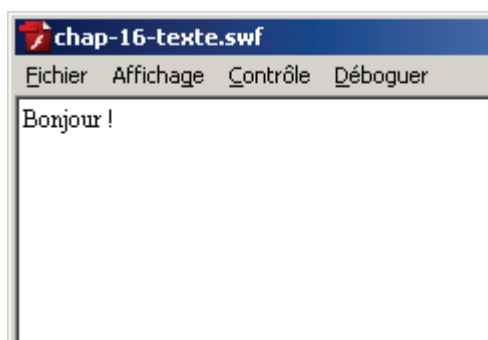 chap-16-texte.swf
Fichier Affichage Contrôle Déboguer
Bonjour !